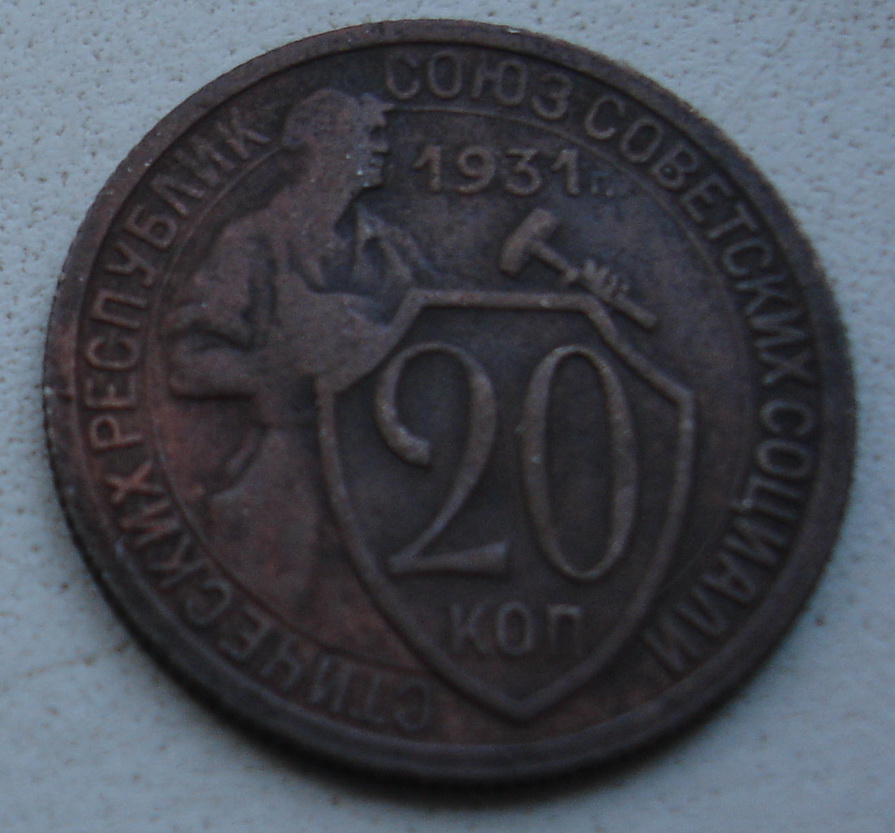 СОЮЗ СОВЕТСКИХ СОЦИАЛИСТИЧЕСКИХ РЕСПУБЛИК
1931 г.
20
КОП